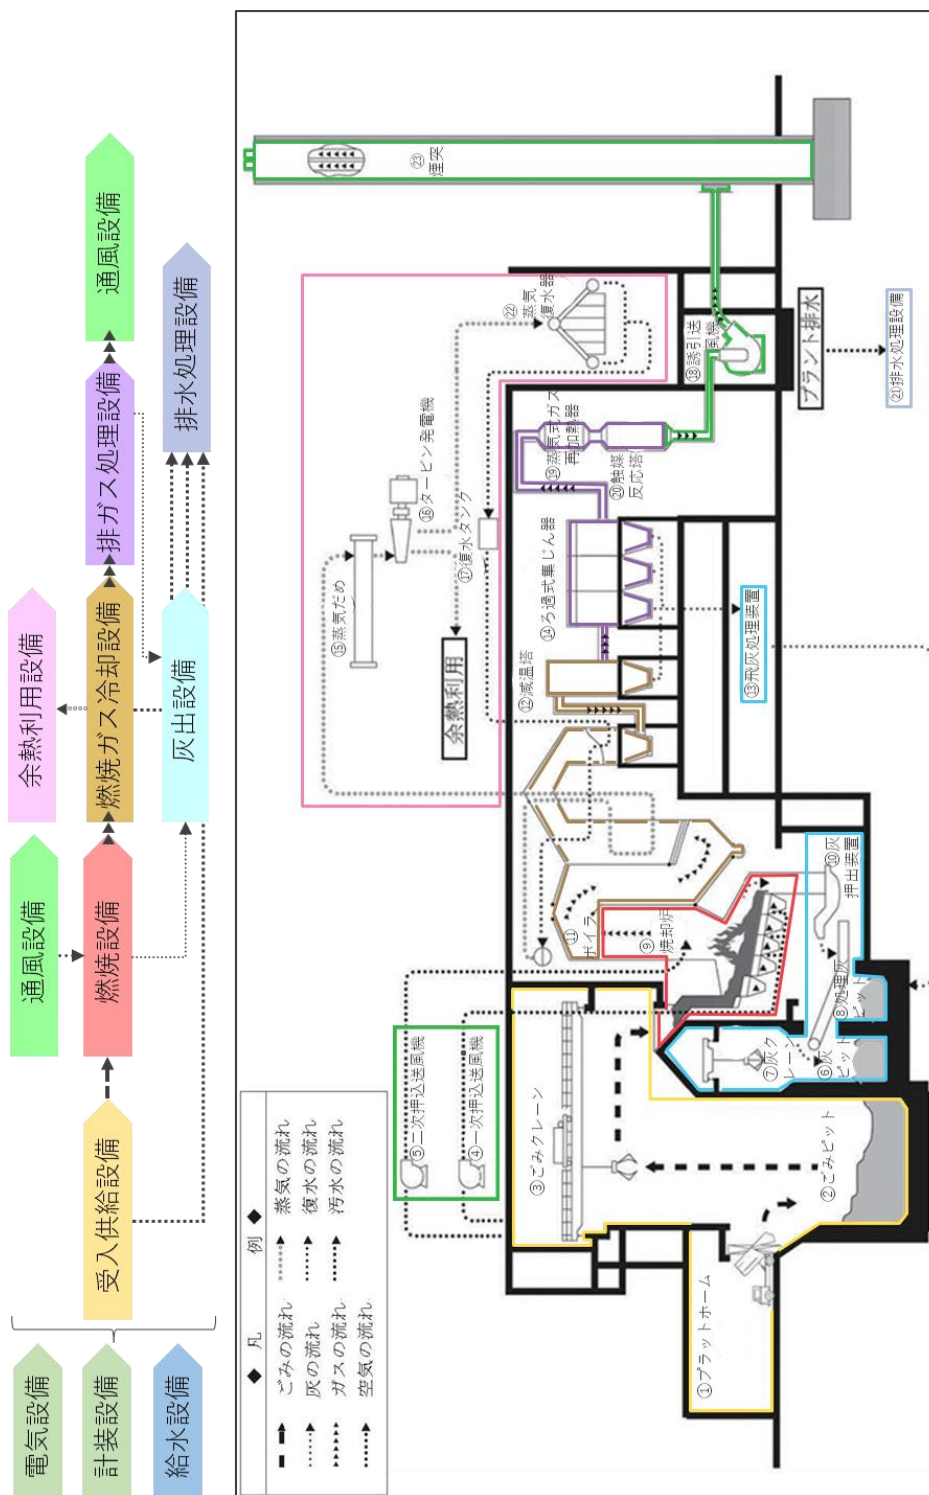 電気設備
計装設備
給水設備
受入供給設備
通風設備
燃焼設備
余熱利用設備
燃焼ガス冷却設備
灰出設備
排ガス処理設備
通風設備
排水処理設備
◆ 凡 例 ◆
ごみの流れ
灰の流れ
ガスの流れ
空気の流れ
蒸気の流れ
復水の流れ
汚水の流れ
①プラットホーム
②ごみピット
③ごみクレーン
④一次押込送風機
⑤二次押込送風機
⑥灰
ピット
⑦灰ク
レーン
⑧処理灰
ピット
⑨
焼却炉
⑩灰
押出装置
⑪
ボイラ
⑫減温塔
⑬飛灰処理装置
⑭ろ過式集じん器
⑮蒸気だめ
⑯タービン発電機
⑰復水タンク
余熱利用
⑱誘引送
風機
⑲蒸気式ガス
再加熱器
⑳触媒
反応塔
プラント排水
㉑排水処理設備
㉒
蒸気
復水器
㉓
煙突